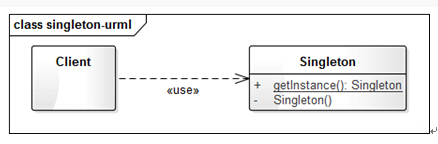 class singleton-urml
Client
Singleton
«use»
+ getInstance(): Singleton
- Singleton()